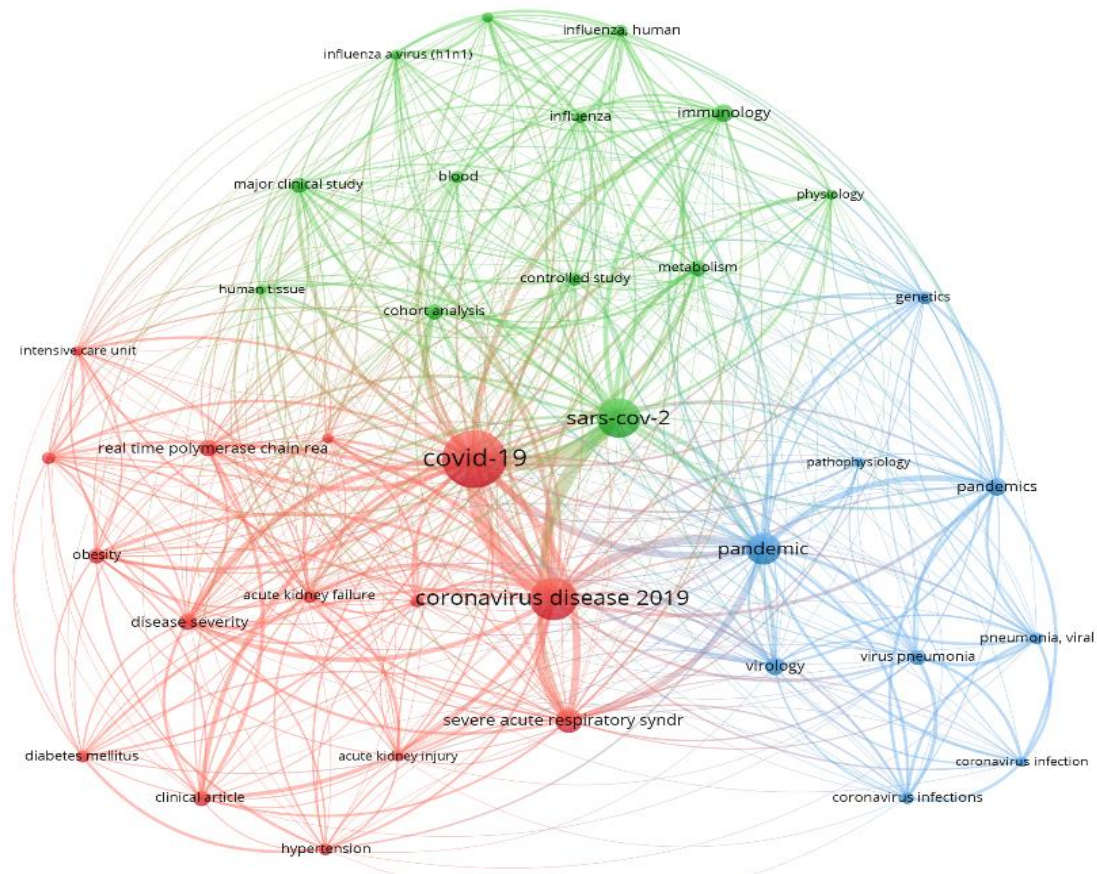 influenza, human
influenza a virus (h1n1)
influenza
immunology
blood
major clinical study
physiology
metabolism
controlled study
human tissue
genetics
cohort analysis
intensive care unit
sars-cov-2
real time polymerase chain rea
covid-19
pathophysiology
pandemics
obesity
pandemic
acute kidney failure
coronavirus disease 2019
disease severity
pneumonia, viral
virus pneumonia
virology
severe acute respiratory syndr
diabetes mellitus
acute kidney injury
coronavirus infection
clinical article
coronavirus infections
hypertension